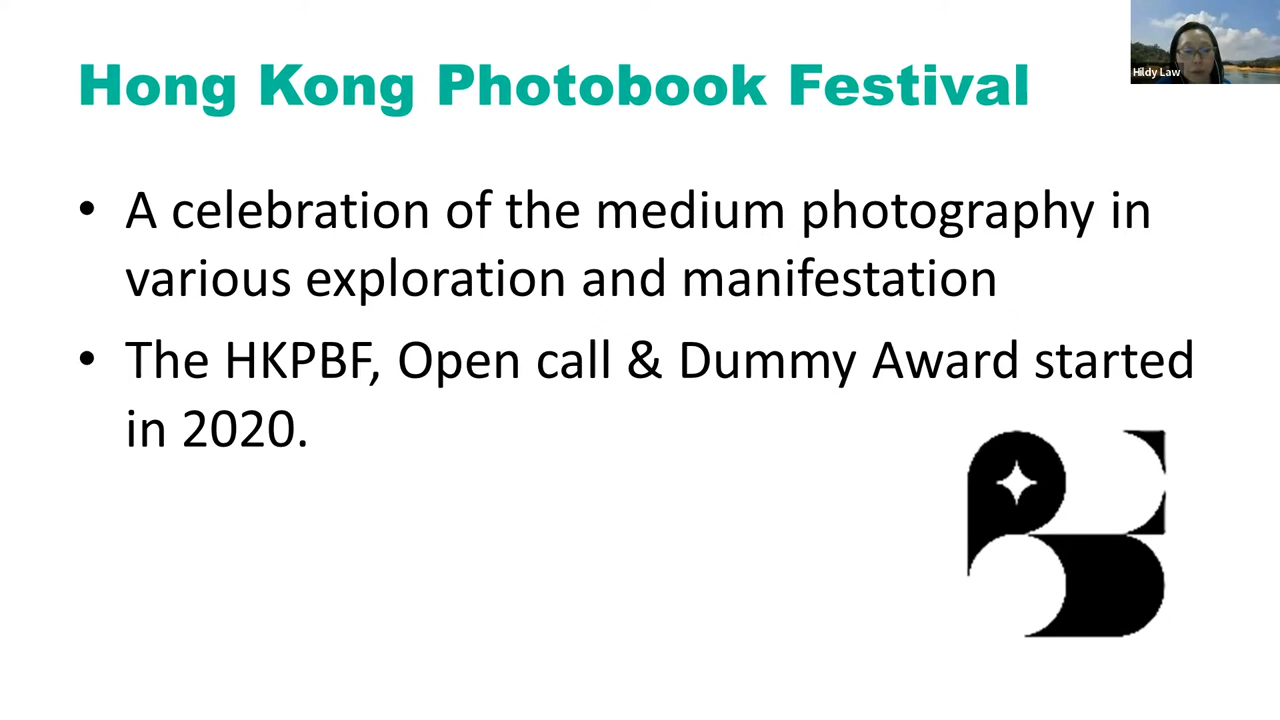 Hong Kong Photobook Festival
Hildy Law
• A celebration of the medium photography in
various exploration and manifestation
• The HKPBF, Open call & Dummy Award started
in 2020.